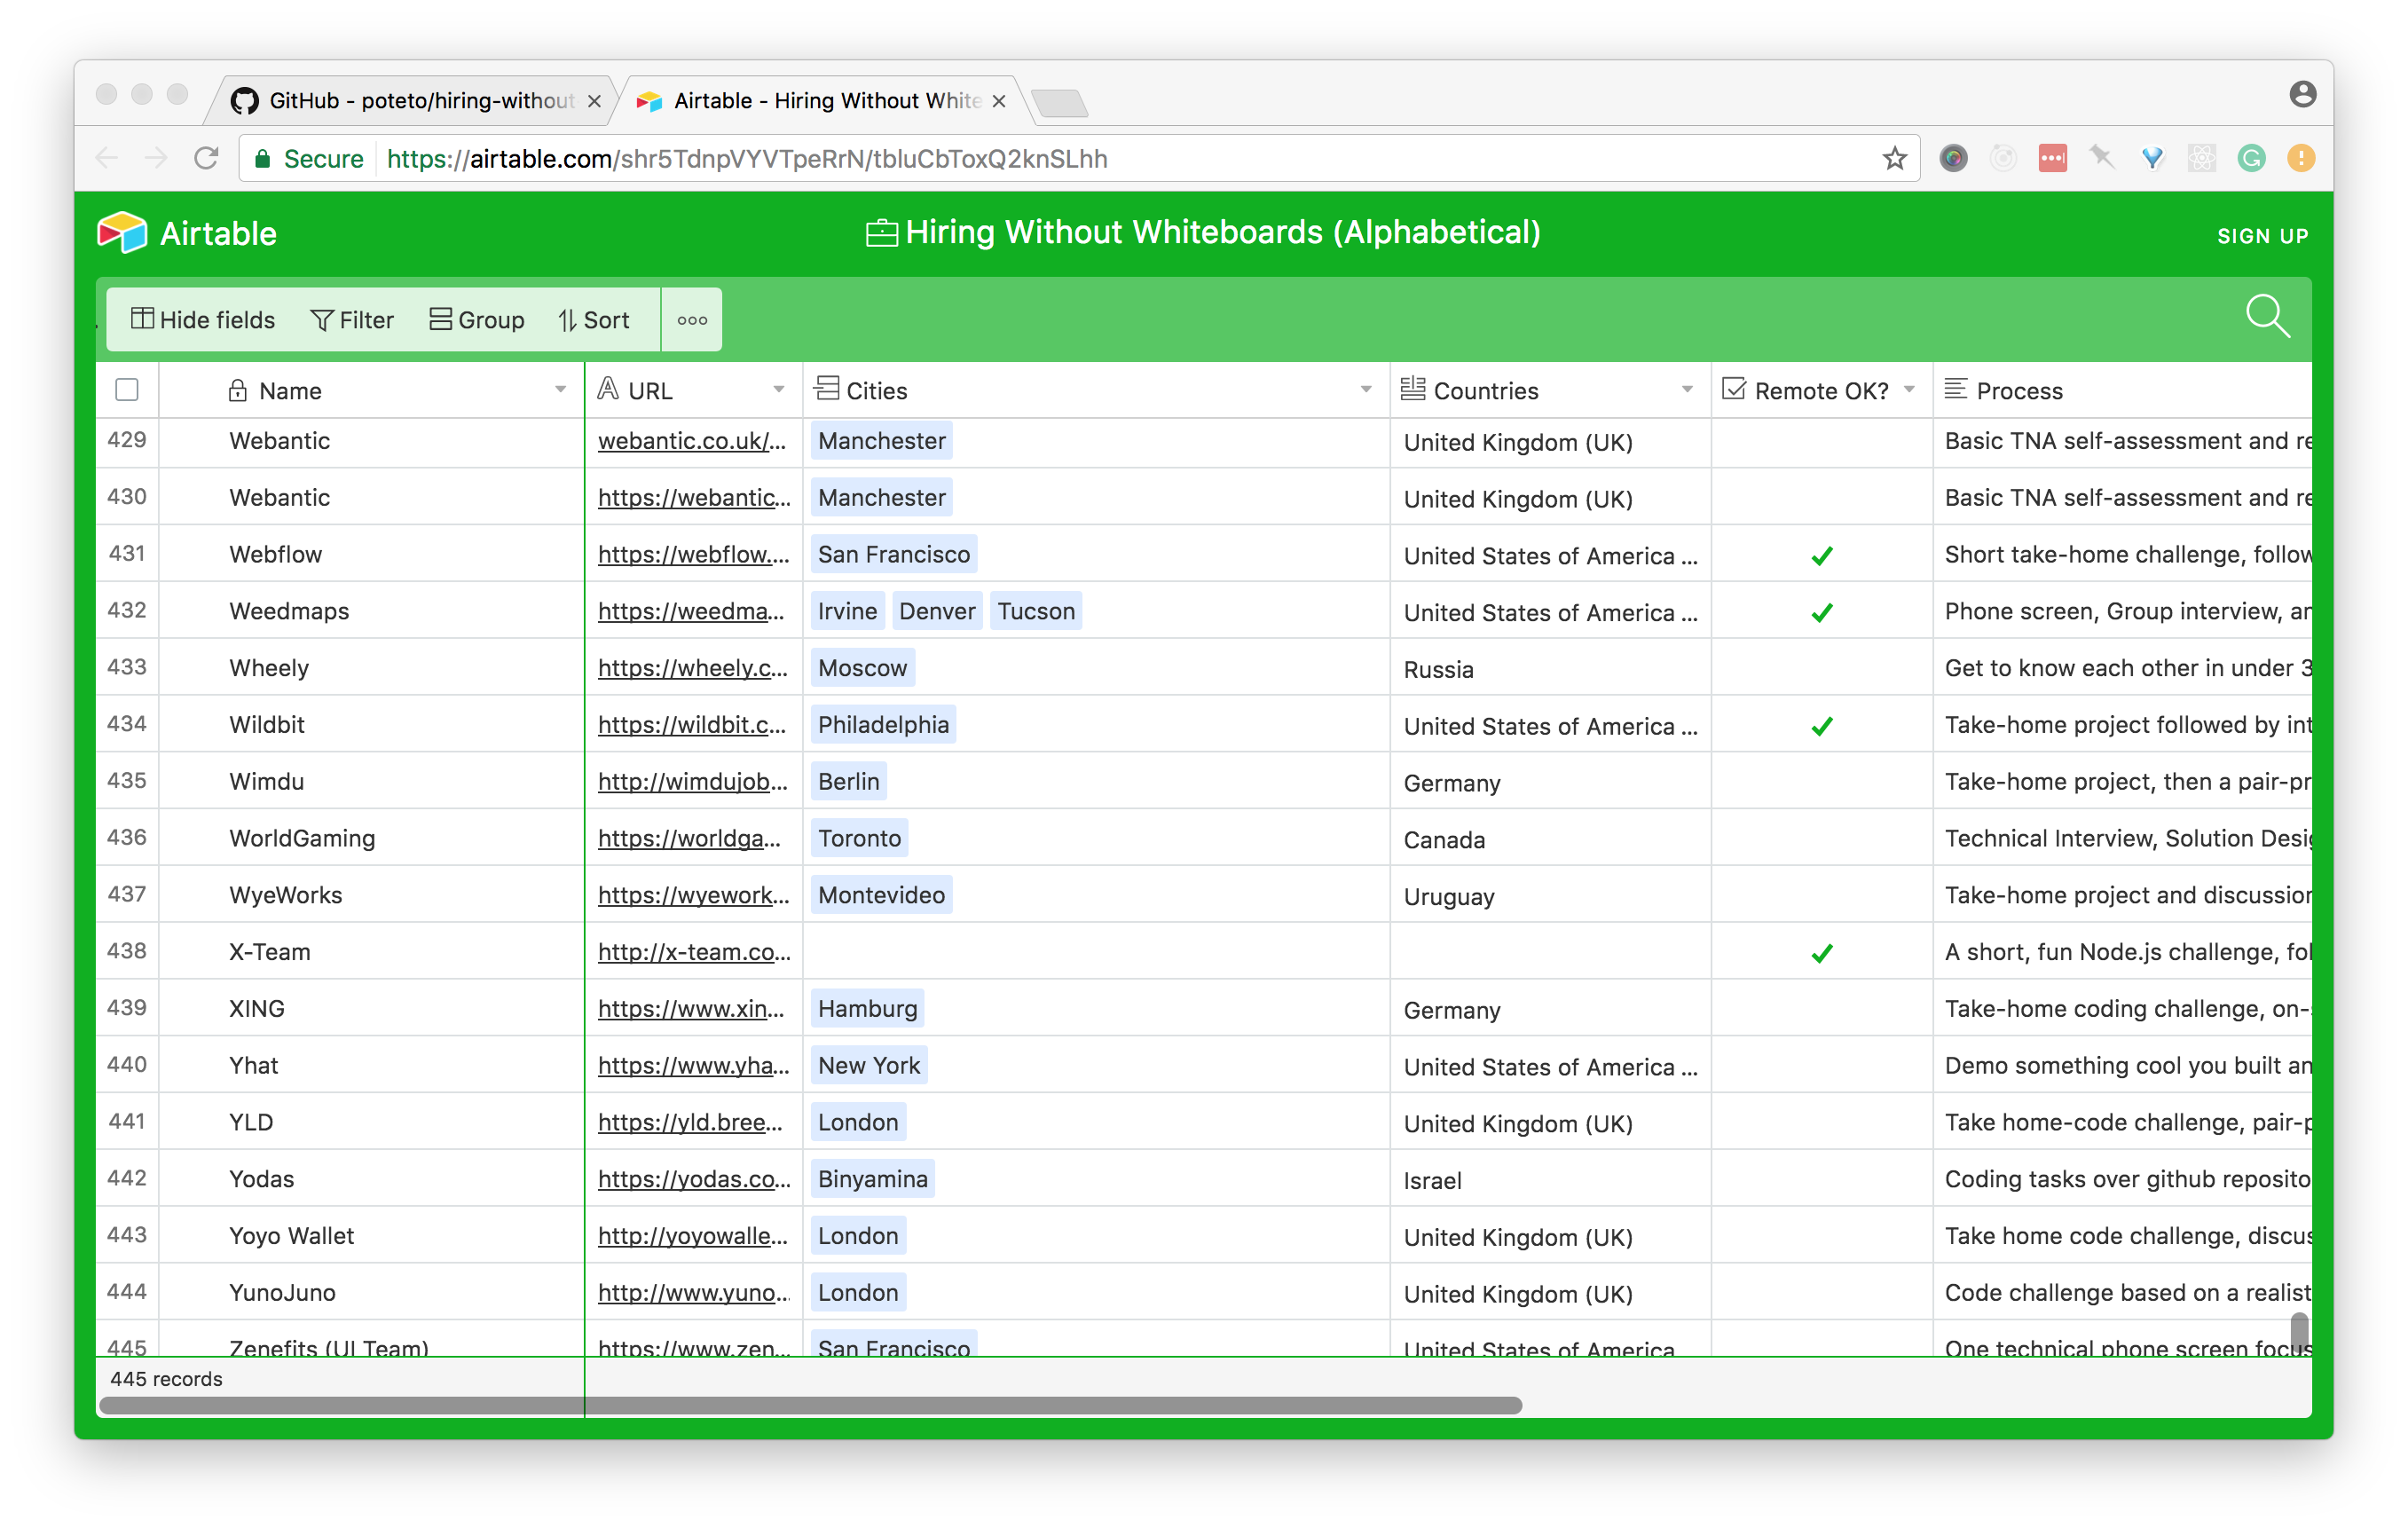 GitHub - poteto/hiring-without
Airtable - Hiring Without White
Secure https://airtable.com/shr5TdnpVYVTpeRrN/tbluCbToxQ2knSLhh
Airtable Hiring Without Whiteboards (Alphabetical) SIGN UP
Hide fields Filter Group Sort
Name URL Cities Countries Remote OK? Process
429 Webantic webantic.co.uk/... Manchester United Kingdom (UK) Basic TNA self-assessment and re
430 Webantic https://webantic... Manchester United Kingdom (UK) Basic TNA self-assessment and re
431 Webflow https://webflow.... San Francisco United States of America ... Short take-home challenge, follow
432 Weedmaps https://weedma... Irvine Denver Tucson United States of America ... Phone screen, Group interview, an
433 Wheely https://wheely.c... Moscow Russia Get to know each other in under 3
434 Wildbit https://wildbit.c... Philadelphia United States of America ... Take-home project followed by int
435 Wimdu http://wimdujob... Berlin Germany Take-home project, then a pair-pr
436 WorldGaming https://worldga... Toronto Canada Technical Interview, Solution Desig
437 WyeWorks https://wyework... Montevideo Uruguay Take-home project and discussion
438 X-Team http://x-team.co... A short, fun Node.js challenge, fol
439 XING https://www.xin... Hamburg Germany Take-home coding challenge, on-s
440 Yhat https://www.yha... New York United States of America ... Demo something cool you built an
441 YLD https://yld.bree... London United Kingdom (UK) Take home-code challenge, pair-p
442 Yodas https://yodas.co... Binyamina Israel Coding tasks over github reposito
443 Yoyo Wallet http://yoyowalle... London United Kingdom (UK) Take home code challenge, discus
444 YunoJuno http://www.yuno... London United Kingdom (UK) Code challenge based on a realist
445 Zenefits (UI Team) https://www.zen... San Francisco United States of America ... One technical phone screen focus
445 records